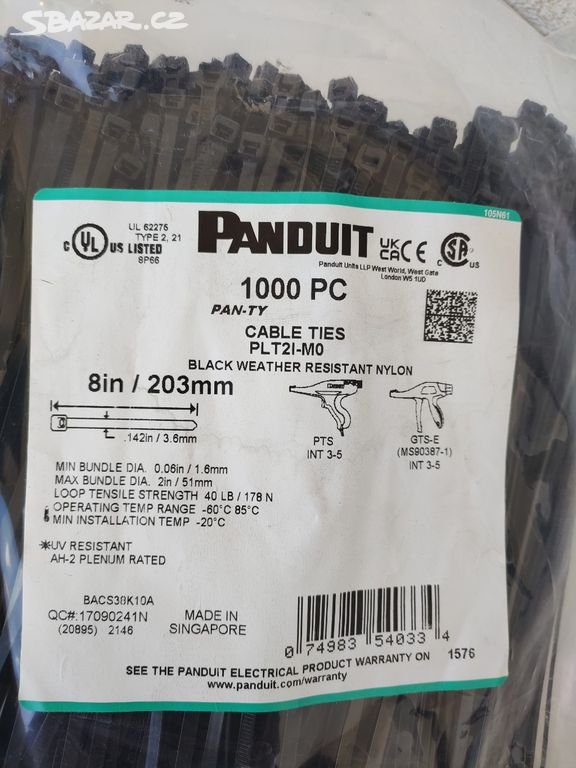 SBAZAR.CZ
105N61
UL 62275
TYPE 2, 21
C UL US LISTED
SP66
PANDUIT
UK CA CE
C SA US
Panduit Units LLP West World, West Gate
London W5 1UD
1000 PC
PAN-TY
CABLE TIES
PLT2I-M0
BLACK WEATHER RESISTANT NYLON
8in / 203mm
.142in / 3.6mm
PANDUIT
PTS
INT 3-5
GTS-E
(MS90387-1)
INT 3-5
MIN BUNDLE DIA. 0.06in / 1.6mm
MAX BUNDLE DIA. 2in / 51mm
LOOP TENSILE STRENGTH 40 LB / 178 N
OPERATING TEMP RANGE -60°C 85°C
MIN INSTALLATION TEMP -20°C
UV RESISTANT
AH-2 PLENUM RATED
BACS38K10A
QC#:17090241N
(20895) 2146
MADE IN
SINGAPORE
0 74983 54033 4
1576
SEE THE PANDUIT ELECTRICAL PRODUCT WARRANTY ON
www.panduit.com/warranty